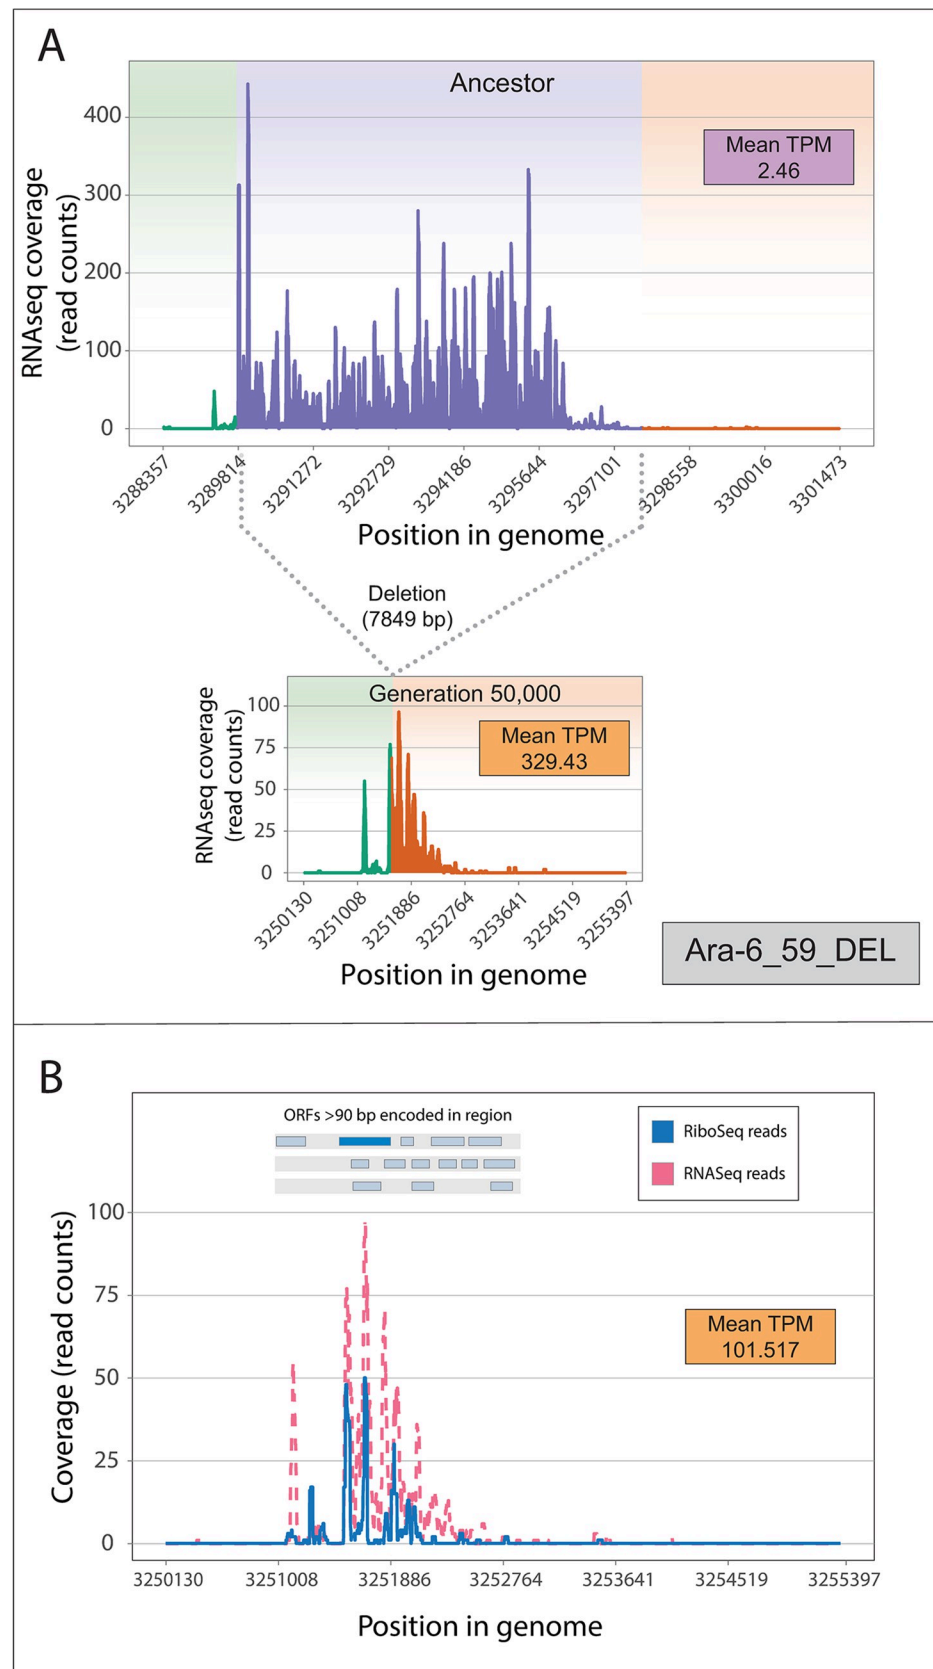 A
Ancestor
Mean TPM
2.46
RNAseq coverage
(read counts)
400
300
200
100
0
3288357
3289814
3291272
3292729
3294186
3295644
3297101
3298558
3300016
3301473
Position in genome
Deletion
(7849 bp)
Generation 50,000
Mean TPM
329.43
RNAseq coverage
(read counts)
100
75
50
25
0
3250130
3251008
3251886
3252764
3253641
3254519
3255397
Position in genome
Ara-6_59_DEL
B
ORFs >90 bp encoded in region
RiboSeq reads
RNASeq reads
Mean TPM
101.517
Coverage (read counts)
100
75
50
25
0
3250130
3251008
3251886
3252764
3253641
3254519
3255397
Position in genome